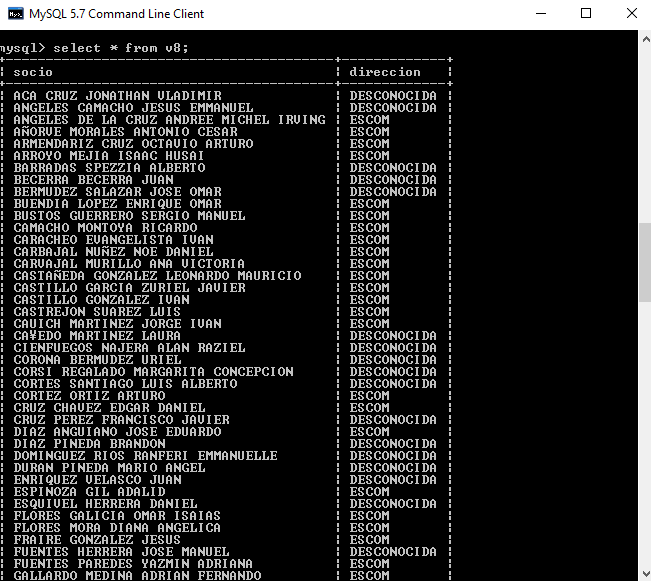 MySQL 5.7 Command Line Client
mysql> select * from v8;
socio direccion
ACA CRUZ JONATHAN VLADIMIR DESCONOCIDA
ANGELES CAMACHO JESUS EMMANUEL DESCONOCIDA
ANGELES DE LA CRUZ ANDREE MICHEL IRVING ESCOM
AÑORVE MORALES ANTONIO CESAR ESCOM
ARMENDARIZ CRUZ OCTAVIO ARTURO ESCOM
ARROYO MEJIA ISAAC HUSAI ESCOM
BARRADAS SPEZZIA ALBERTO DESCONOCIDA
BECERRA BECERRA JUAN DESCONOCIDA
BERMUDEZ SALAZAR JOSE OMAR DESCONOCIDA
BUENDIA LOPEZ ENRIQUE OMAR ESCOM
BUSTOS GUERRERO SERGIO MANUEL ESCOM
CAMACHO MONTOYA RICARDO ESCOM
CARACHEO EVANGELISTA IVAN ESCOM
CARBAJAL NUÑEZ NOE DANIEL ESCOM
CARVAJAL MURILLO ANA VICTORIA ESCOM
CASTAÑEDA GONZALEZ LEONARDO MAURICIO ESCOM
CASTILLO GARCIA ZURIEL JAVIER ESCOM
CASTILLO GONZALEZ IVAN ESCOM
CASTREJON SUAREZ LUIS ESCOM
CAUICH MARTINEZ JORGE IVAN ESCOM
CA¥EDO MARTINEZ LAURA DESCONOCIDA
CIENFUEGOS NAJERA ALAN RAZIEL DESCONOCIDA
CORONA BERMUDEZ URIEL DESCONOCIDA
CORSI REGALADO MARGARITA CONCEPCION DESCONOCIDA
CORTES SANTIAGO LUIS ALBERTO DESCONOCIDA
CORTEZ ORTIZ ARTURO ESCOM
CRUZ CHAVEZ EDGAR DANIEL ESCOM
CRUZ PEREZ FRANCISCO JAVIER DESCONOCIDA
DIAZ ANGUIANO JOSE EDUARDO ESCOM
DIAZ PINEDA BRANDON DESCONOCIDA
DOMINGUEZ RIOS RANFERI EMMANUELLE DESCONOCIDA
DURAN PINEDA MARIO ANGEL DESCONOCIDA
ENRIQUEZ VELASCO JUAN DESCONOCIDA
ESPINOZA GIL ADALID ESCOM
ESQUIVEL HERRERA DANIEL DESCONOCIDA
FLORES GALICIA OMAR ISAIAS ESCOM
FLORES MORA DIANA ANGELICA ESCOM
FRAIRE GONZALEZ JESUS ESCOM
FUENTES HERRERA JOSE MANUEL DESCONOCIDA
FUENTES PAREDES YAZMIN ADRIANA ESCOM
GALLARDO MEDINA ADRIAN FERNANDO ESCOM